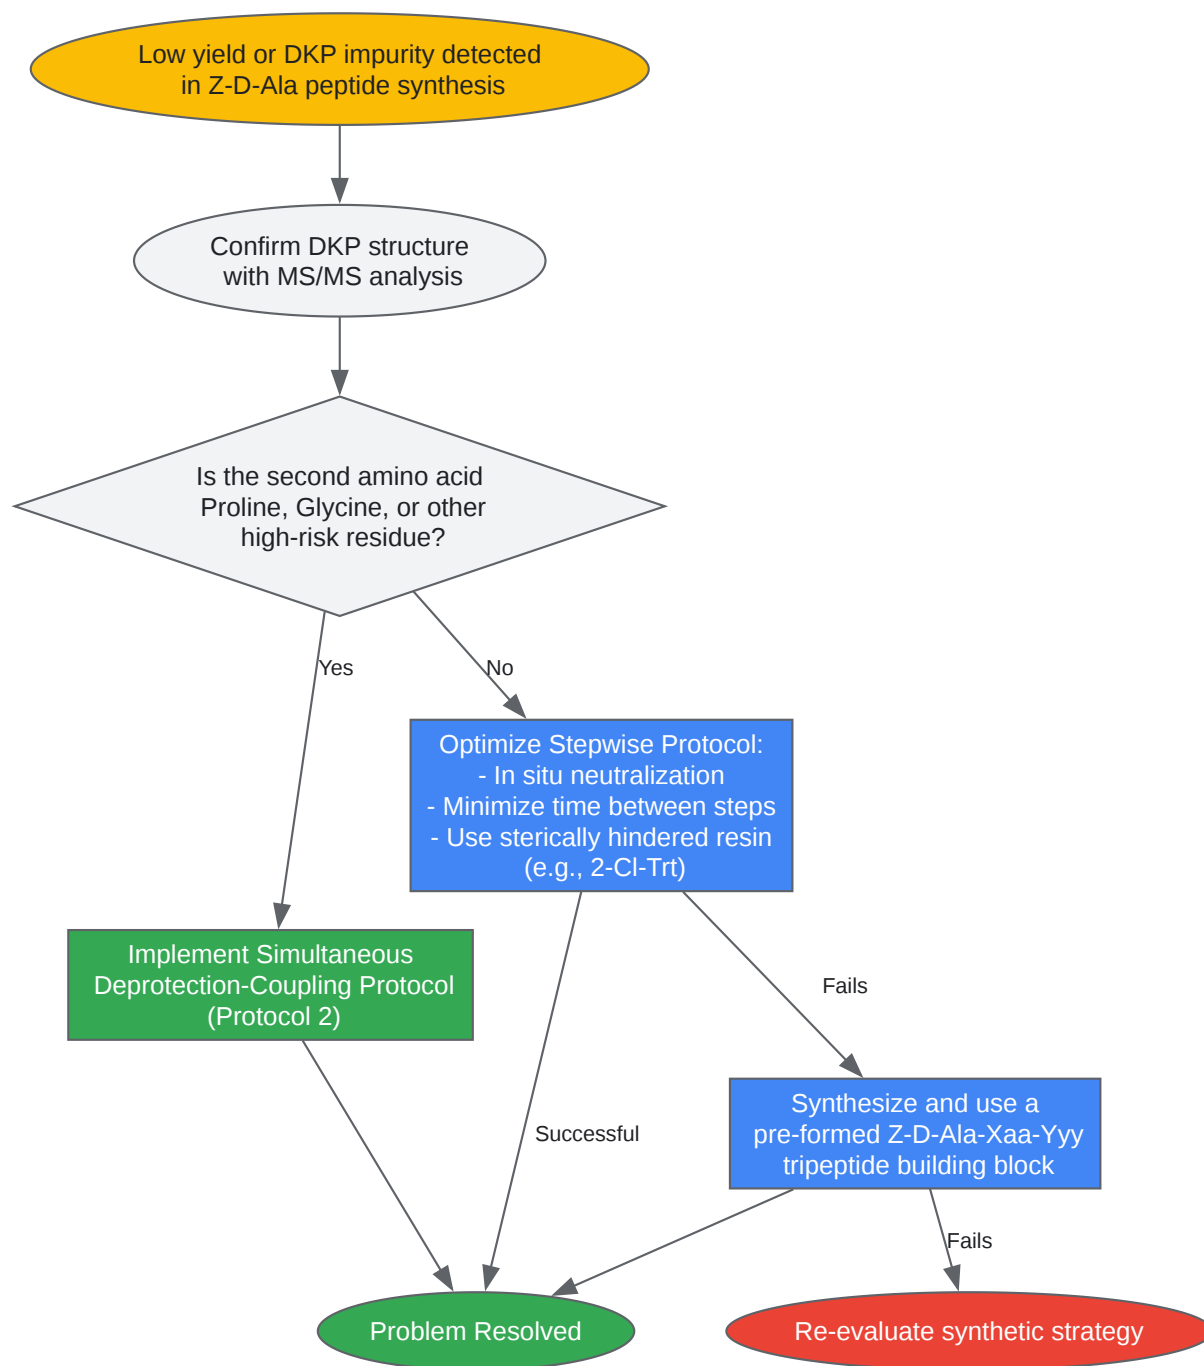 Low yield or DKP impurity detected
in Z-D-Ala peptide synthesis
Confirm DKP structure
with MS/MS analysis
Is the second amino acid
Proline, Glycine, or other
high-risk residue?
Yes
No
Optimize Stepwise Protocol:
- In situ neutralization
- Minimize time between steps
- Use sterically hindered resin
(e.g., 2-Cl-Trt)
Implement Simultaneous
Deprotection-Coupling Protocol
(Protocol 2)
Fails
Synthesize and use a
pre-formed Z-D-Ala-Xaa-Yyy
tripeptide building block
Successful
Fails
Problem Resolved
Re-evaluate synthetic strategy